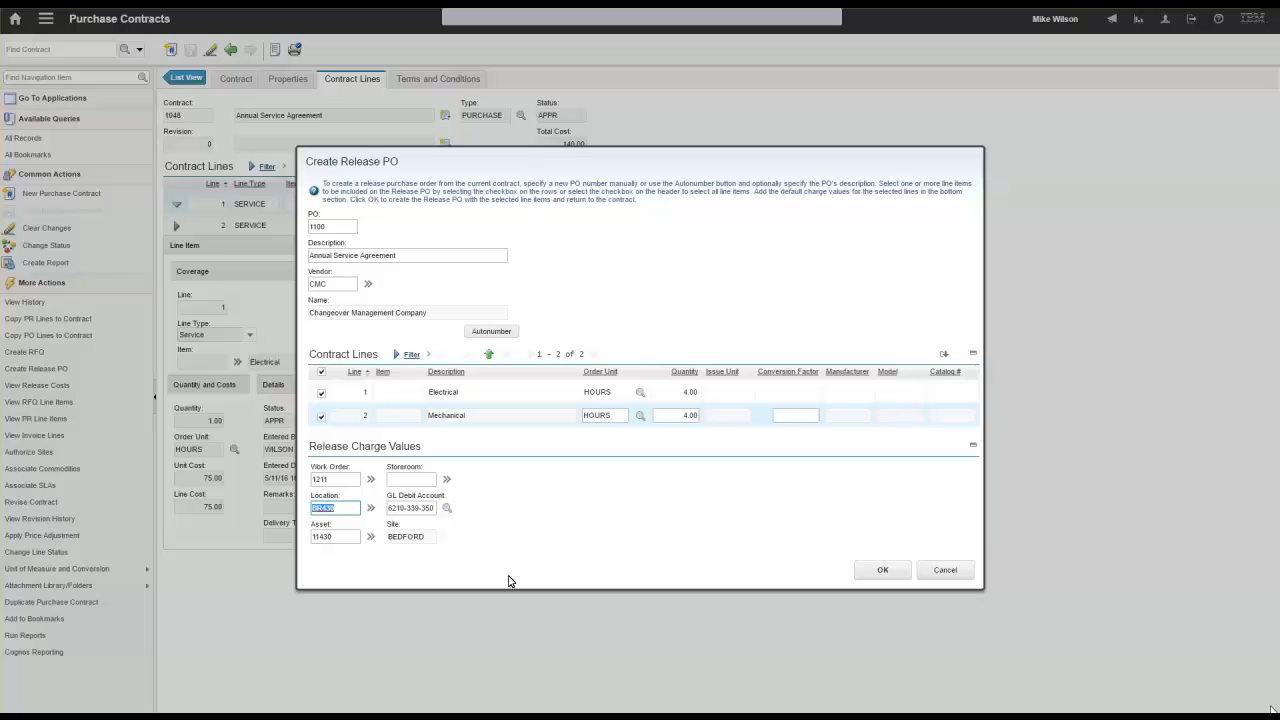 Purchase Contracts
Mike Wilson
IBM
Find Contract
Find Navigation Item
List View
Contract
Properties
Contract Lines
Terms and Conditions
Go To Applications
Available Queries
All Records
All Bookmarks
Common Actions
New Purchase Contract
Clear Changes
Change Status
Create Report
More Actions
View History
Copy PR Lines to Contract
Copy PO Lines to Contract
Create RFQ
Create Release PO
View Release Costs
View RFQ Line Items
View PR Line Items
View Invoice Lines
Authorize Sites
Associate Commodities
Associate SLAs
Revise Contract
View Revision History
Apply Price Adjustment
Change Line Status
Unit of Measure and Conversion
Attachment Library/Folders
Duplicate Purchase Contract
Add to Bookmarks
Run Reports
Cognos Reporting
Contract:
1046
Annual Service Agreement
Type:
PURCHASE
Status:
APPR
Revision:
0
Total Cost:
140.00
Contract Lines
Filter
Line
Line Type
1
SERVICE
2
SERVICE
Line Item
Coverage
Line:
1
Line Type:
Service
Item:
Electrical
Quantity and Costs
Details
Quantity:
1.00
Status:
APPR
Order Unit:
HOURS
WILSON
Unit Cost:
75.00
Line Cost:
75.00
Remarks:
Create Release PO
To create a release purchase order from the current contract, specify a new PO number manually or use the Autonumber button and optionally specify the PO's description. Select one or more line items
to be included on the Release PO by selecting the checkbox on the rows or select the checkbox on the header to select all line items. Add the default charge values for the selected lines in the bottom
section. Click OK to create the Release PO with the selected line items and return to the contract.
PO:
1100
Description:
Annual Service Agreement
Vendor:
CMC
Name:
Changeover Management Company
Autonumber
Contract Lines
Filter
1 - 2 of 2
Line
Item
Description
Order Unit
Quantity
Issue Unit
Conversion Factor
Manufacturer
Model
Catalog #
1
Electrical
HOURS
4.00
2
Mechanical
HOURS
4.00
Release Charge Values
Work Order:
Storeroom:
1211
Location:
GL Debit Account:
BR430
6210-339-350
Asset:
Site:
11430
BEDFORD
OK
Cancel